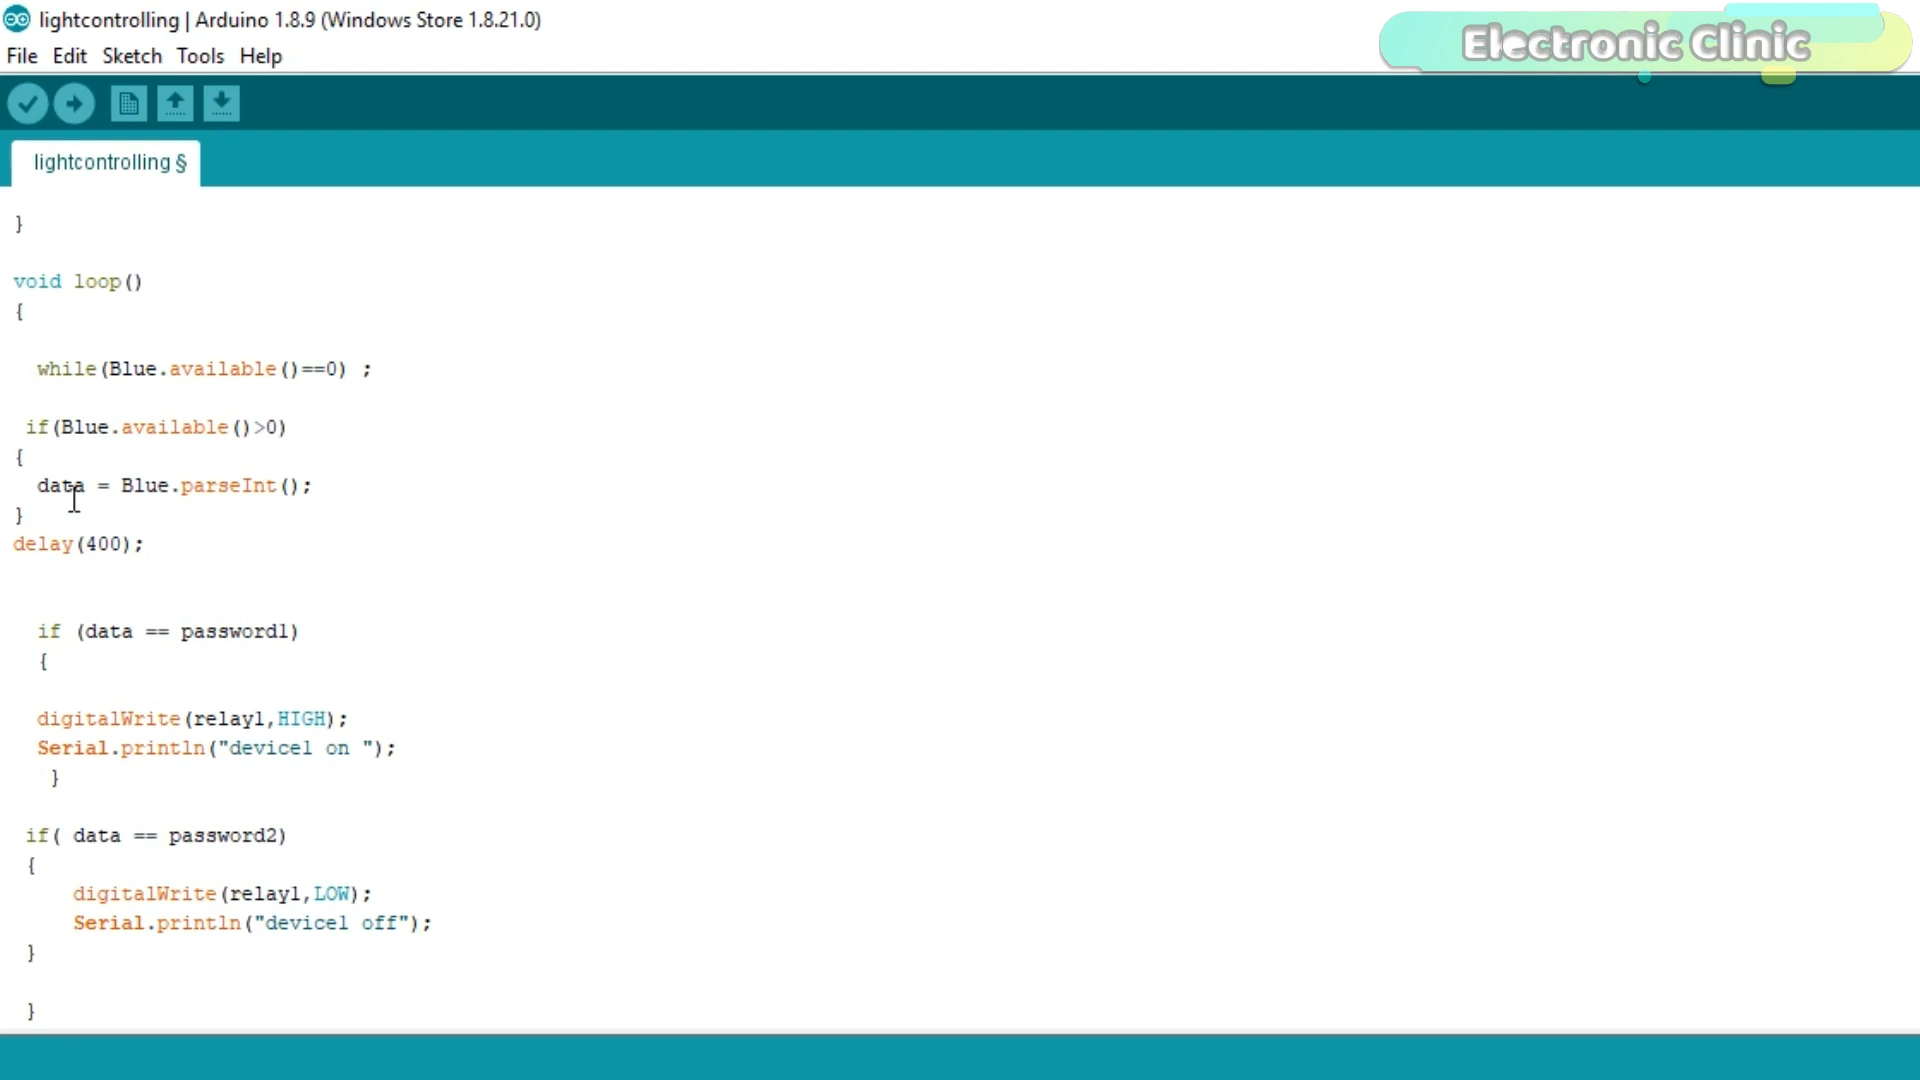 lightcontrolling | Arduino 1.8.9 (Windows Store 1.8.21.0)
Electronic Clinic
File Edit Sketch Tools Help
lightcontrolling §
}
void loop()
{
while(Blue.available()==0) ;
if(Blue.available()>0)
{
data = Blue.parseInt();
}
delay(400);
if (data == password1)
{
digitalWrite(relay1,HIGH);
Serial.println("device1 on ");
}
if( data == password2)
{
digitalWrite(relay1,LOW);
Serial.println("device1 off");
}
}